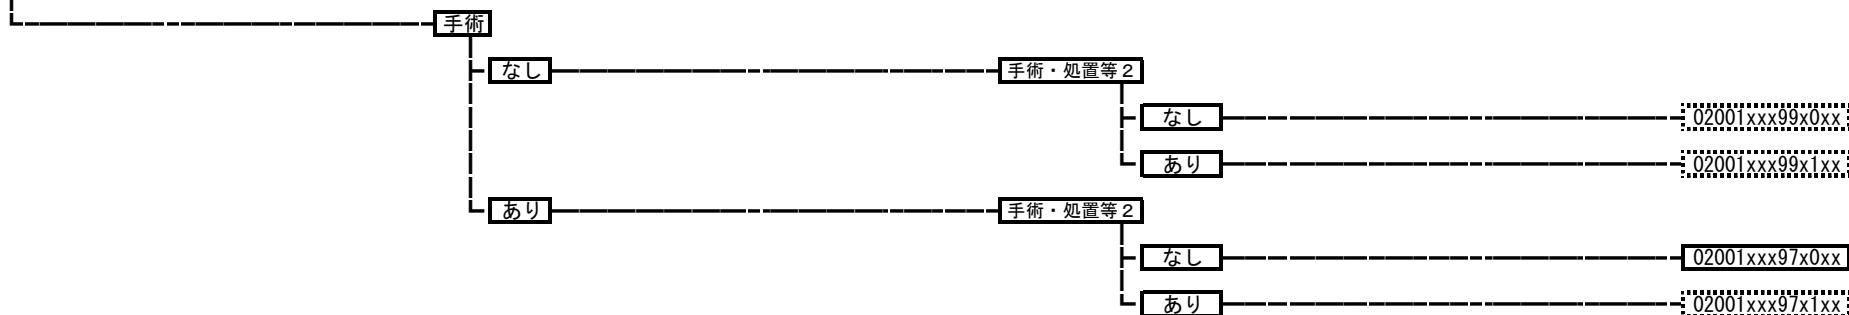 手術
なし 手術・処置等2
なし 02001xxx99x0xx
あり 02001xxx99x1xx
あり 手術・処置等2
なし 02001xxx97x0xx
あり 02001xxx97x1xx